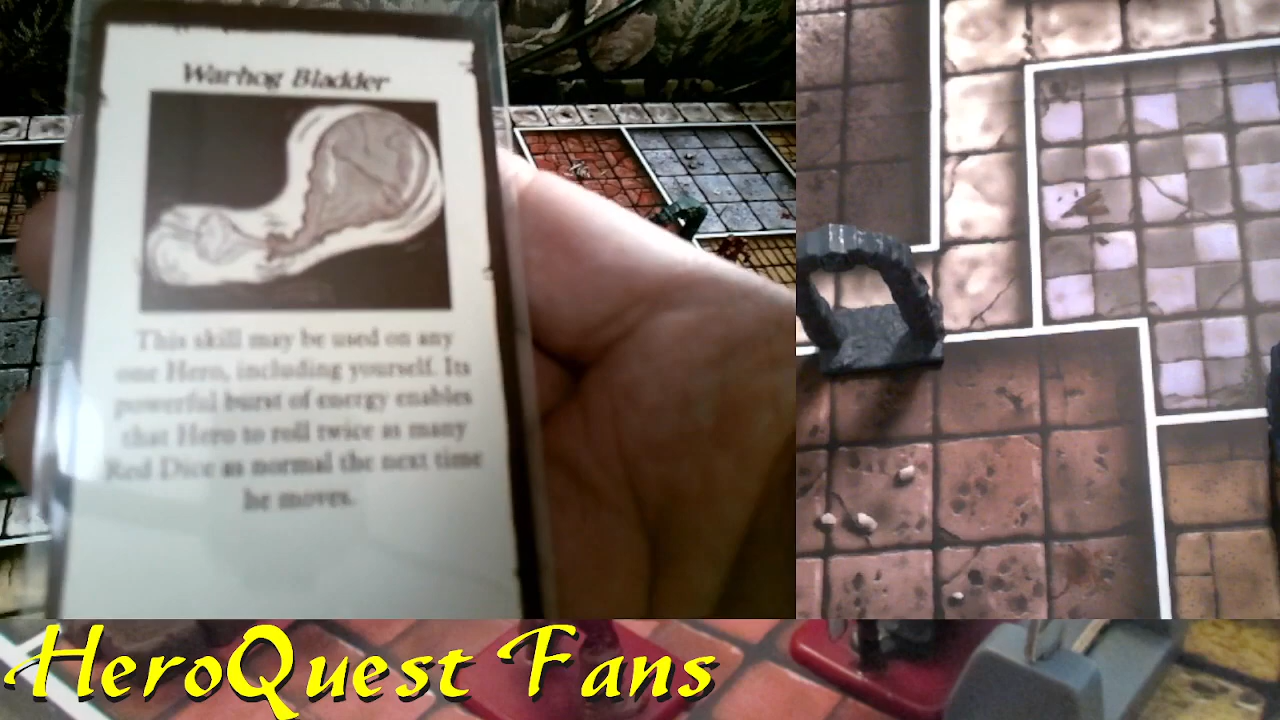 Warhog Bladder
This skill may be used on any
one Hero, including yourself. Its
powerful burst of energy enables
that Hero to roll twice as many
Red Dice as normal the next time
he moves.
HeroQuest Fans